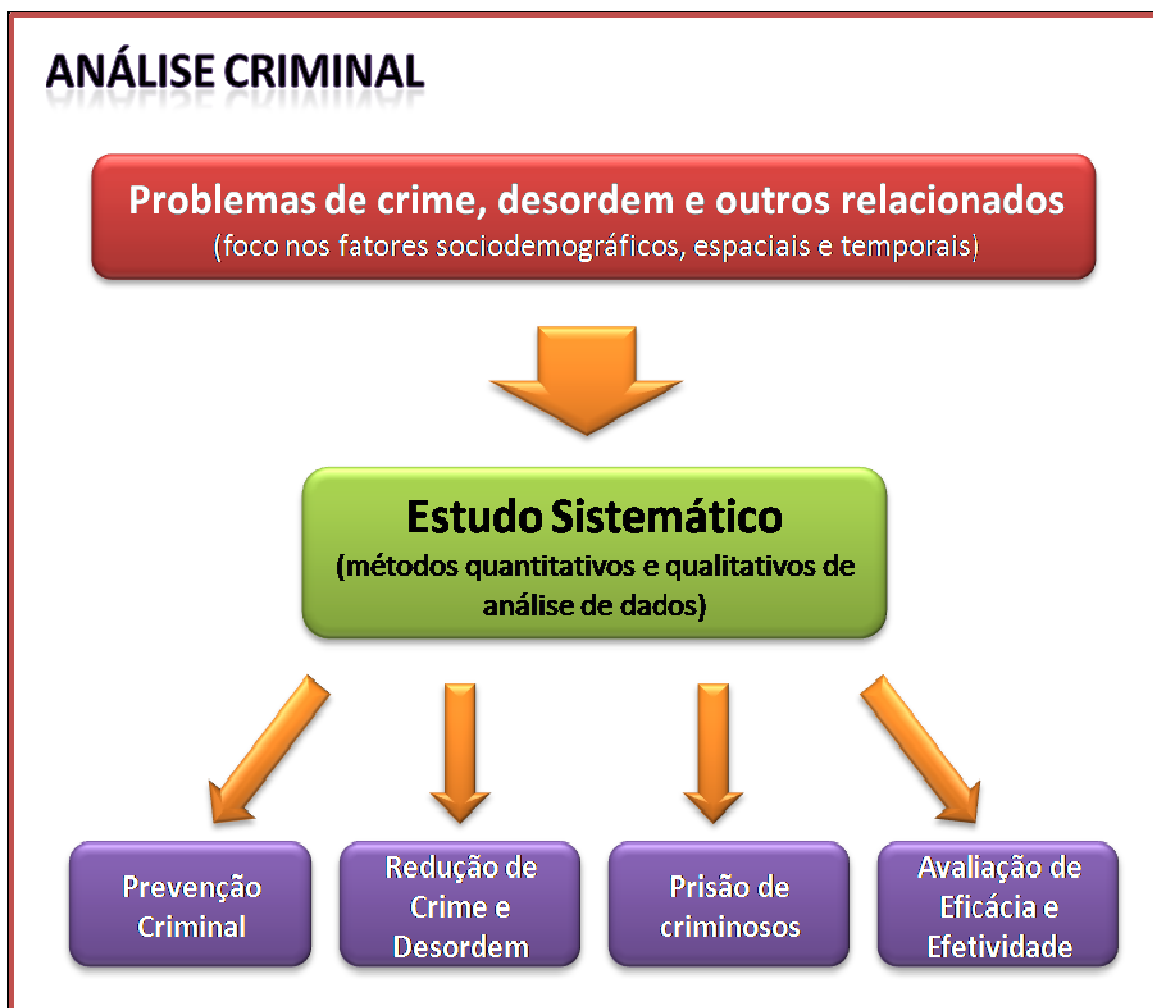 ANÁLISE CRIMINAL
Problemas de crime, desordem e outros relacionados
(foco nos fatores sociodemográficos, espaciais e temporais)
Estudo Sistemático
(métodos quantitativos e qualitativos de
análise de dados)
Prevenção
Criminal
Redução de
Crime e
Desordem
Prisão de
criminosos
Avaliação de
Eficácia e
Efetividade